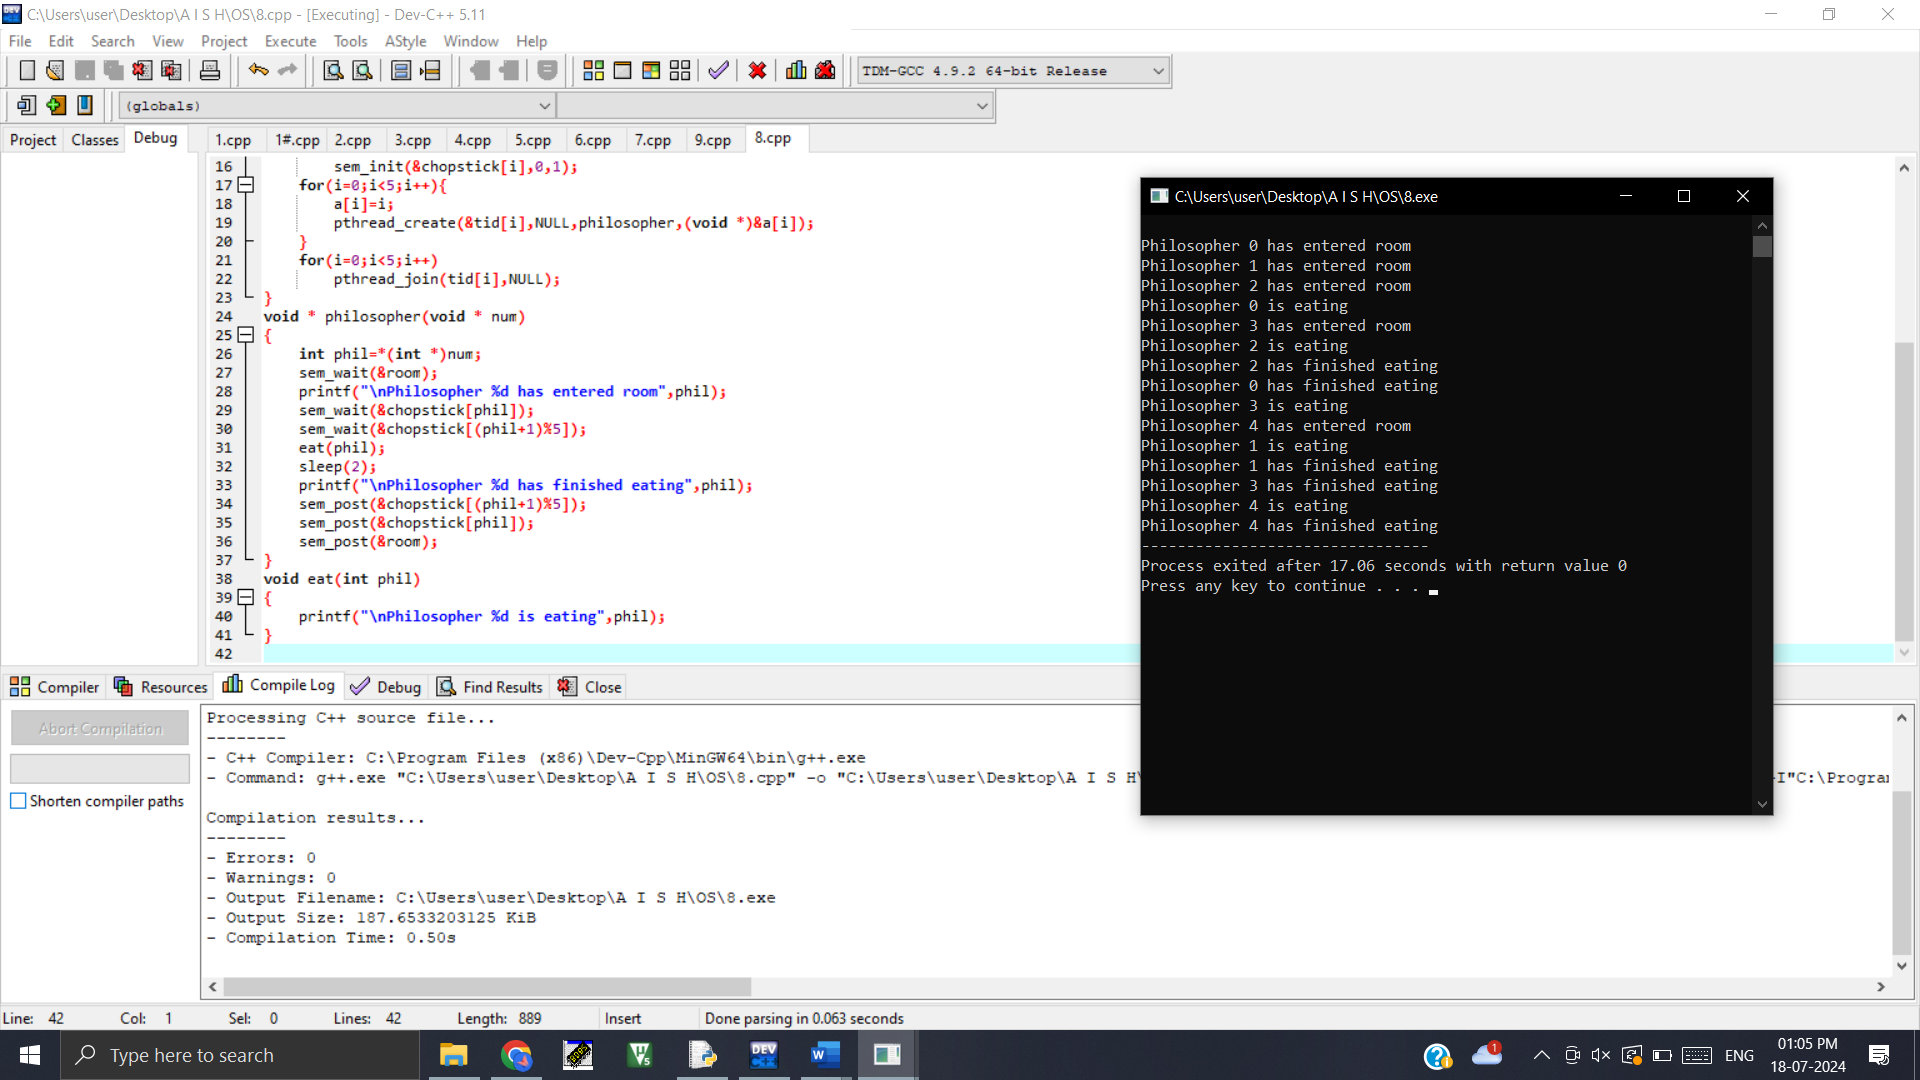 C:\Users\user\Desktop\A I S H\OS\8.cpp - [Executing] - Dev-C++ 5.11
File Edit Search View Project Execute Tools AStyle Window Help
TDM-GCC 4.9.2 64-bit Release
(globals)
Project Classes Debug
1.cpp 1#.cpp 2.cpp 3.cpp 4.cpp 5.cpp 6.cpp 7.cpp 9.cpp 8.cpp
16 sem_init(&chopstick[i],0,1);
17 for(i=0;i<5;i++){
18 a[i]=i;
19 pthread_create(&tid[i],NULL,philosopher,(void *)&a[i]);
20 }
21 for(i=0;i<5;i++)
22 pthread_join(tid[i],NULL);
23 }
24 void * philosopher(void * num)
25 {
26 int phil=*(int *)num;
27 sem_wait(&room);
28 printf("\nPhilosopher %d has entered room",phil);
29 sem_wait(&chopstick[phil]);
30 sem_wait(&chopstick[(phil+1)%5]);
31 eat(phil);
32 sleep(2);
33 printf("\nPhilosopher %d has finished eating",phil);
34 sem_post(&chopstick[(phil+1)%5]);
35 sem_post(&chopstick[phil]);
36 sem_post(&room);
37 }
38 void eat(int phil)
39 {
40 printf("\nPhilosopher %d is eating",phil);
41 }
42
C:\Users\user\Desktop\A I S H\OS\8.exe
Philosopher 0 has entered room
Philosopher 1 has entered room
Philosopher 2 has entered room
Philosopher 0 is eating
Philosopher 3 has entered room
Philosopher 2 is eating
Philosopher 2 has finished eating
Philosopher 0 has finished eating
Philosopher 3 is eating
Philosopher 4 has entered room
Philosopher 1 is eating
Philosopher 1 has finished eating
Philosopher 3 has finished eating
Philosopher 4 is eating
Philosopher 4 has finished eating
--------------------------------
Process exited after 17.06 seconds with return value 0
Press any key to continue . . .
Compiler Resources Compile Log Debug Find Results Close
Abort Compilation
Shorten compiler paths
Processing C++ source file...
--------
- C++ Compiler: C:\Program Files (x86)\Dev-Cpp\MinGW64\bin\g++.exe
- Command: g++.exe "C:\Users\user\Desktop\A I S H\OS\8.cpp" -o "C:\Users\user\Desktop\A I S H\ -I"C:\Program
Compilation results...
--------
- Errors: 0
- Warnings: 0
- Output Filename: C:\Users\user\Desktop\A I S H\OS\8.exe
- Output Size: 187.6533203125 KiB
- Compilation Time: 0.50s
Line: 42 Col: 1 Sel: 0 Lines: 42 Length: 889 Insert Done parsing in 0.063 seconds
Type here to search
DEV C++
W
1
ENG
01:05 PM
18-07-2024